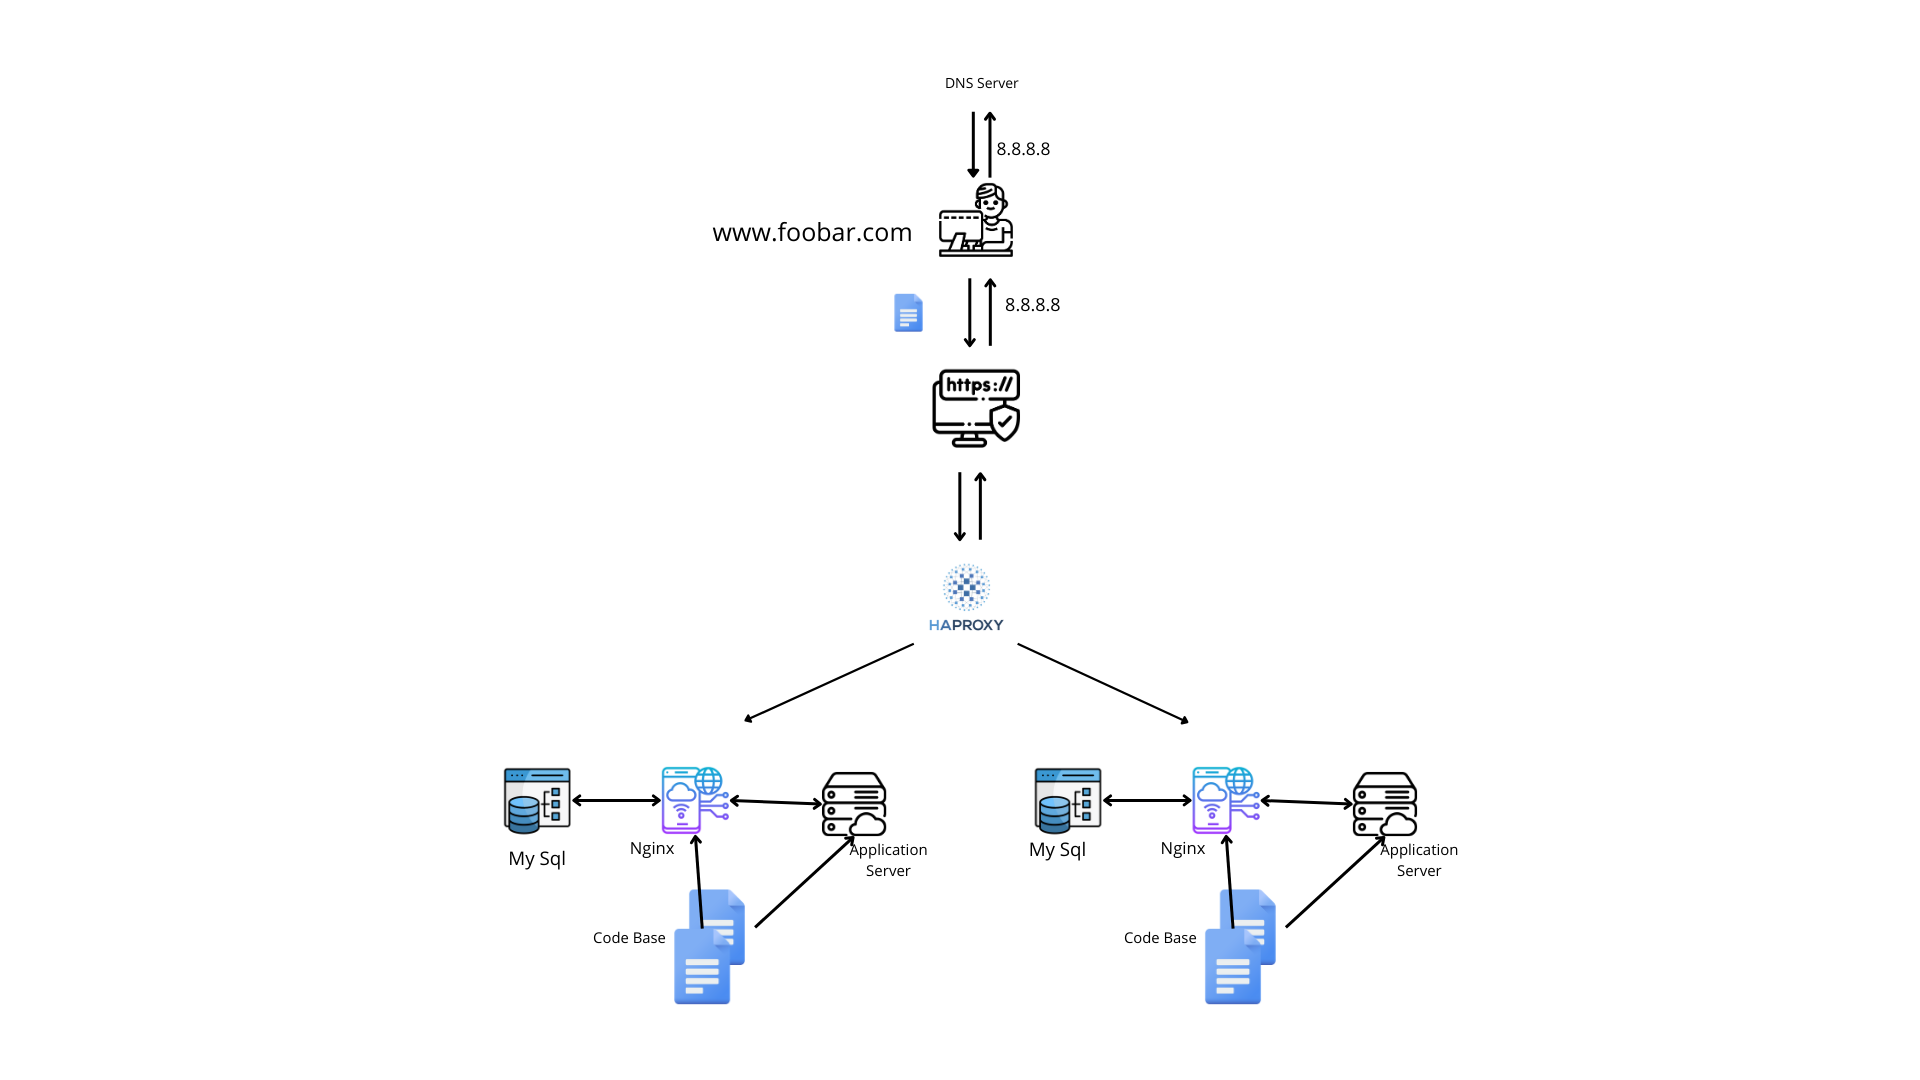 DNS Server
8.8.8.8
www.foobar.com
8.8.8.8
https://
HAPROXY
My Sql
Nginx
Application
Server
Code Base
My Sql
Nginx
Application
Server
Code Base